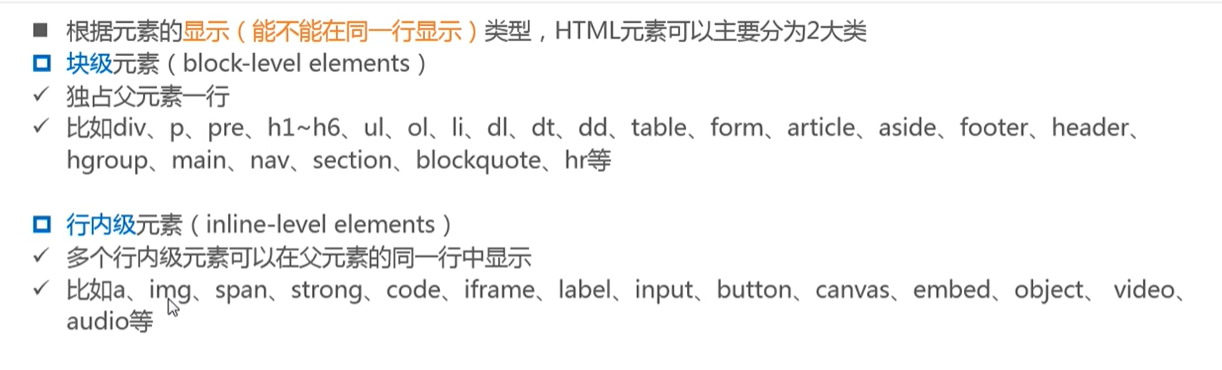 根据元素的显示（能不能在同一行显示）类型，HTML元素可以主要分为2大类
块级元素（block-level elements）
独占父元素一行
比如div、p、pre、h1~h6、ul、ol、li、dl、dt、dd、table、form、article、aside、footer、header、
hgroup、main、nav、section、blockquote、hr等
行内级元素（inline-level elements）
多个行内级元素可以在父元素的同一行中显示
比如a、img、span、strong、code、iframe、label、input、button、canvas、embed、object、 video、
audio等